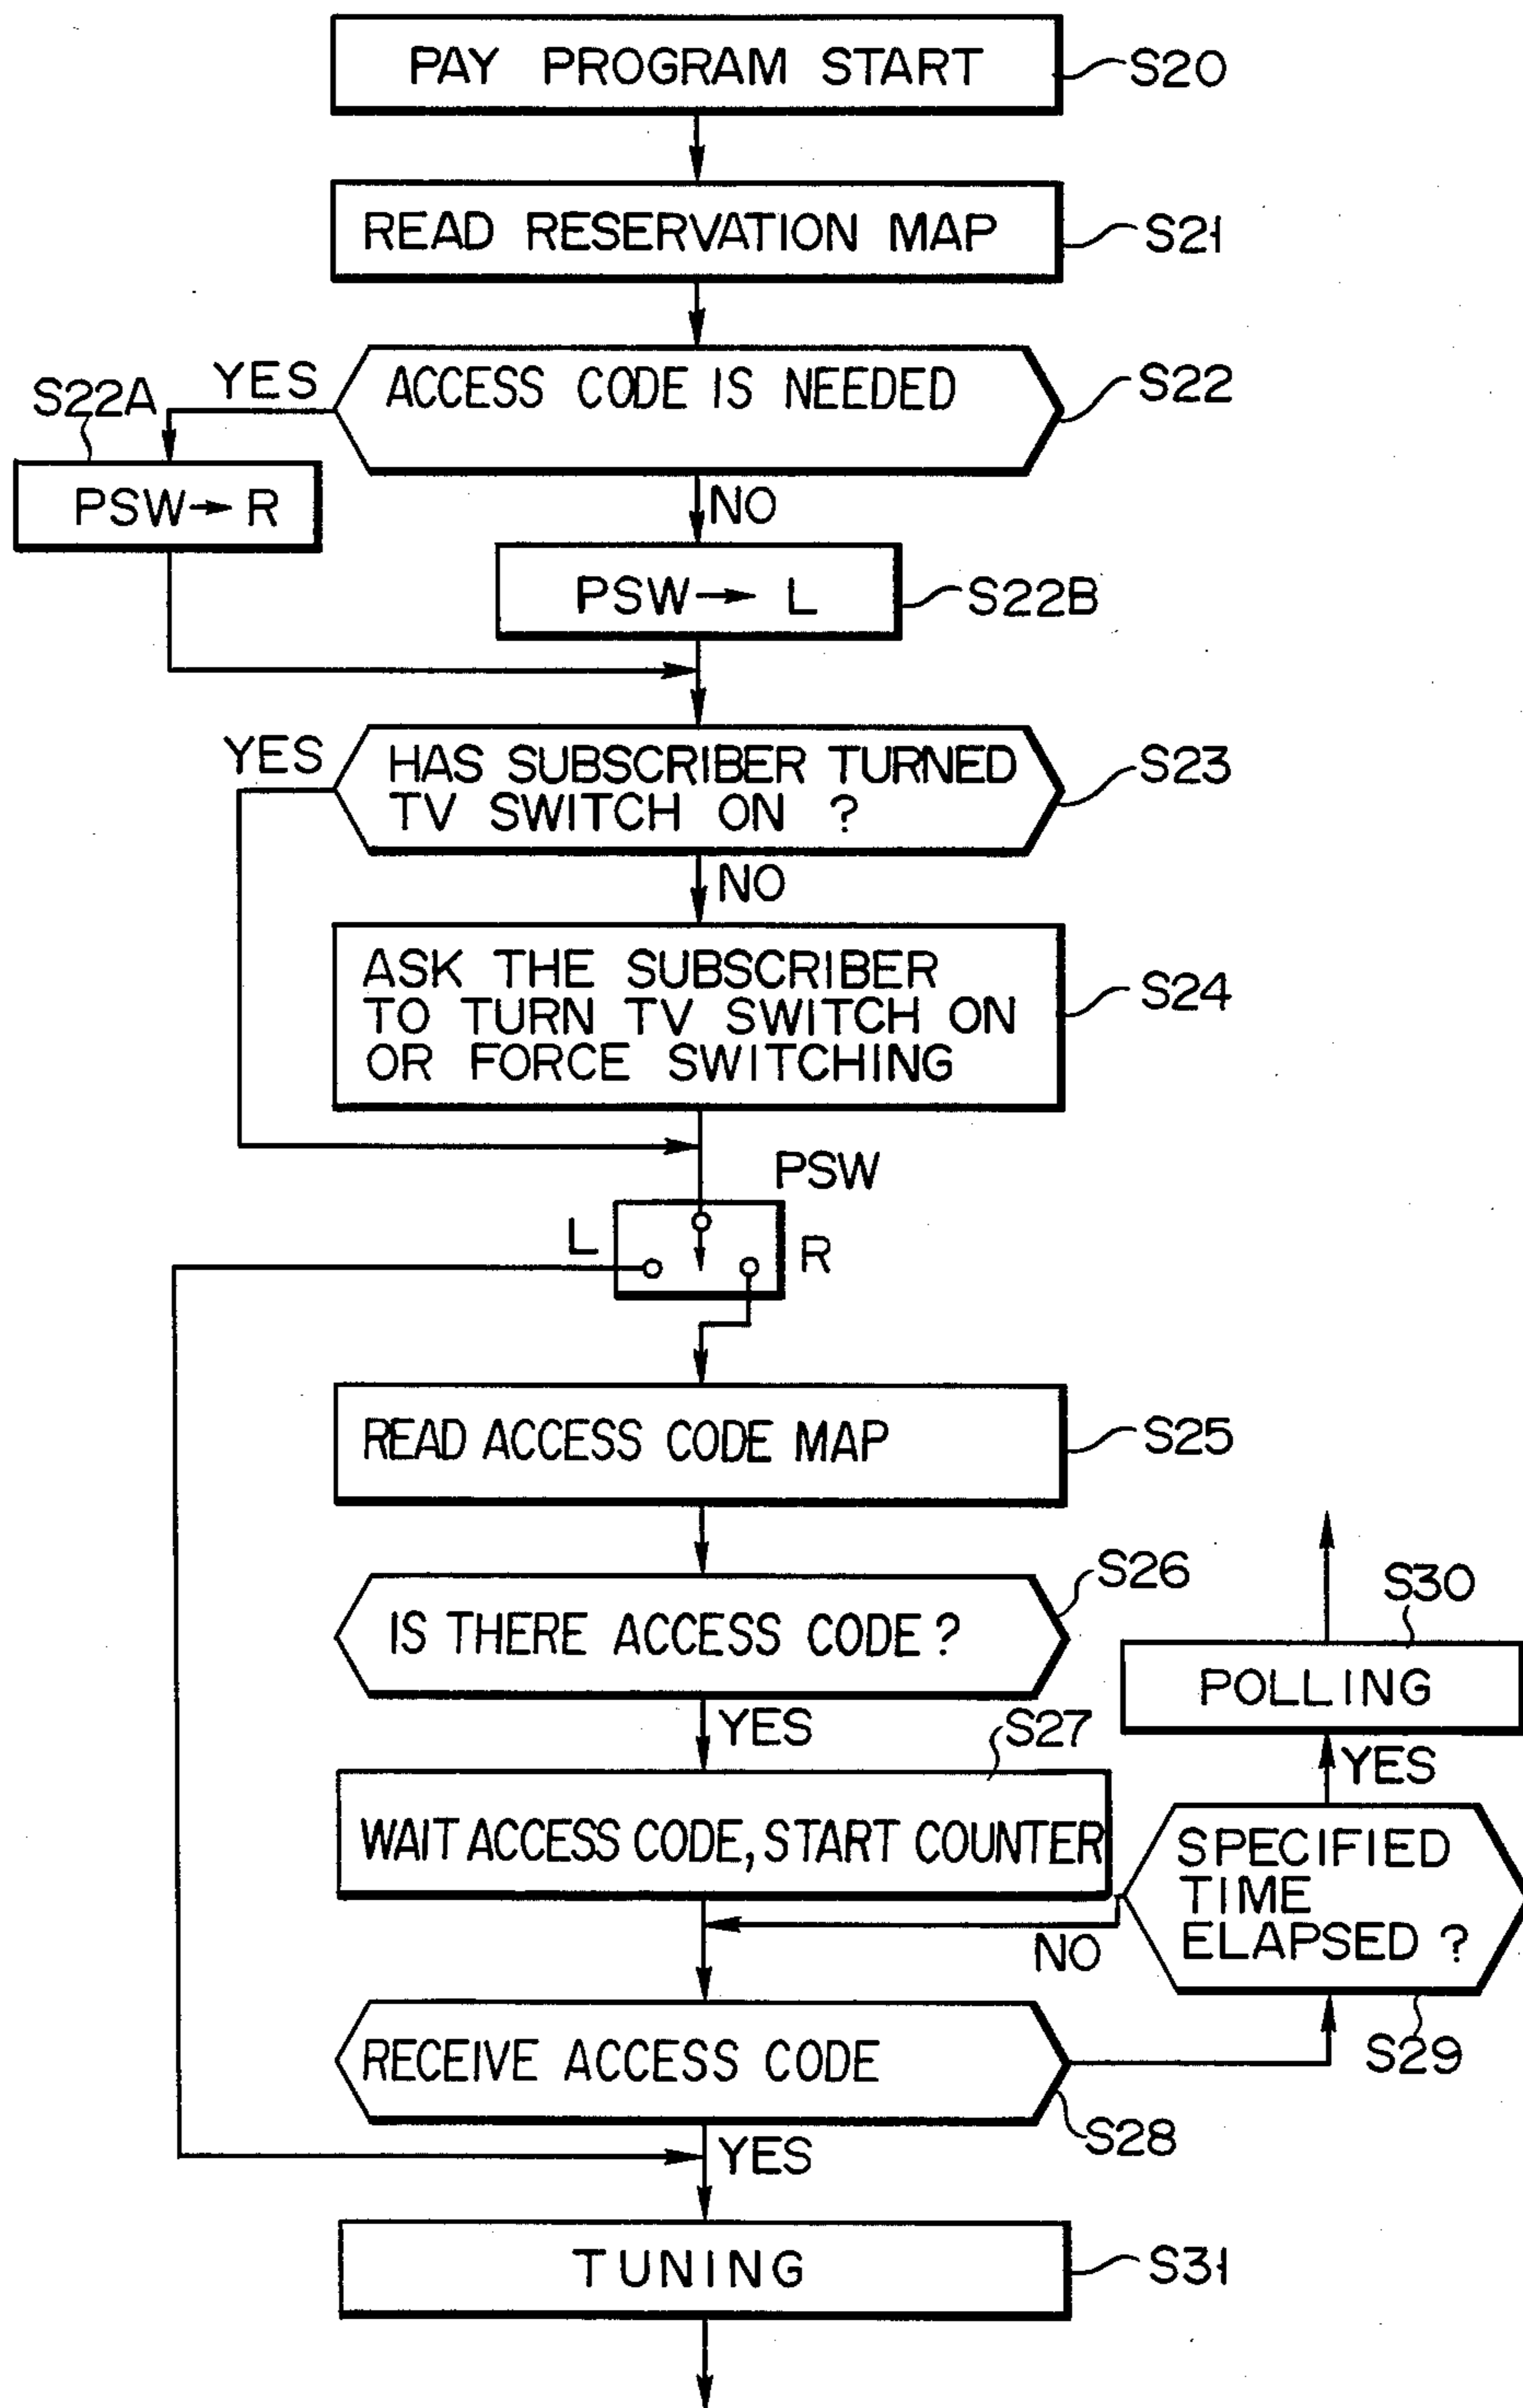 PAY PROGRAM START
S20
READ RESERVATION MAP
S21
YES
ACCESS CODE IS NEEDED
S22
S22A
PSW → R
NO
PSW → L
S22B
YES
HAS SUBSCRIBER TURNED
TV SWITCH ON ?
S23
NO
ASK THE SUBSCRIBER
TO TURN TV SWITCH ON
OR FORCE SWITCHING
S24
PSW
L
R
READ ACCESS CODE MAP
S25
IS THERE ACCESS CODE ?
S26
S30
POLLING
YES
S27
YES
WAIT ACCESS CODE, START COUNTER
SPECIFIED
TIME
ELAPSED ?
NO
S29
RECEIVE ACCESS CODE
S28
YES
TUNING
S31